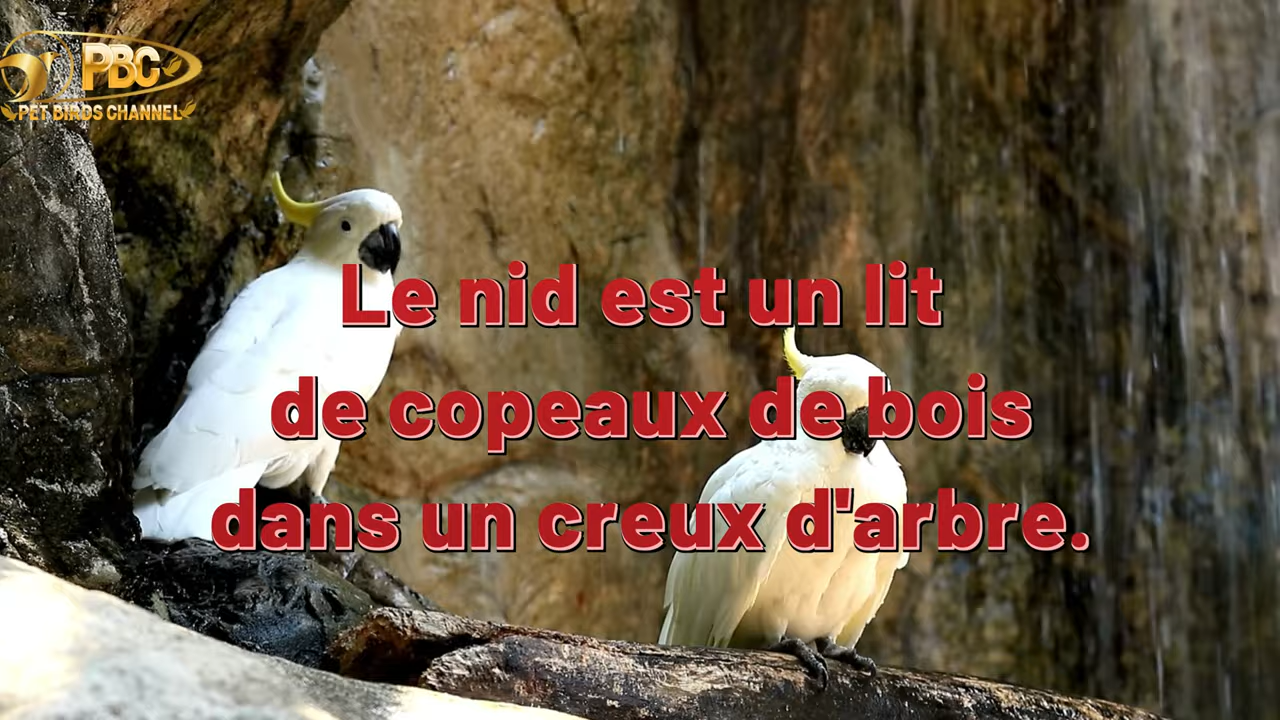 PBC
PET BIRDS CHANNEL
Le nid est un lit
de copeaux de bois
dans un creux d'arbre.